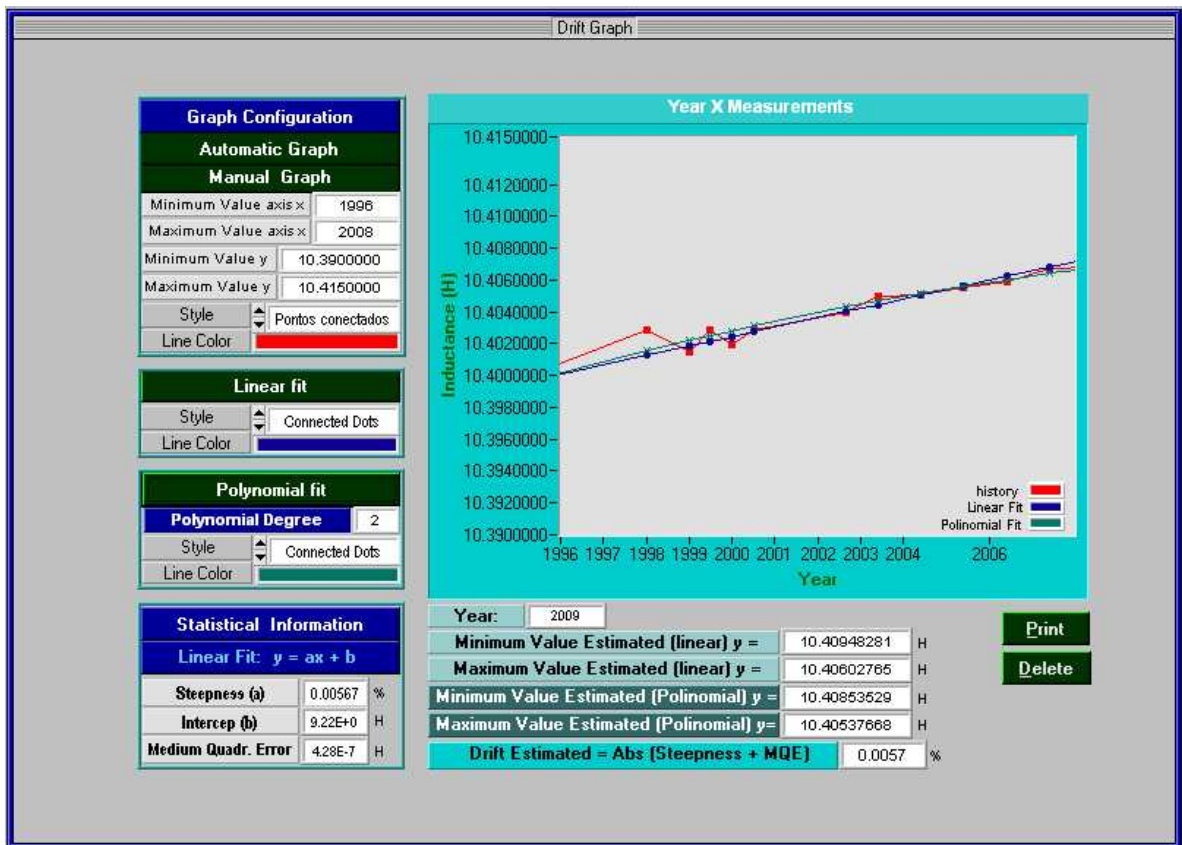 Drift Graph
Graph Configuration
Automatic Graph
Manual Graph
Minimum Value axis x 1996
Maximum Value axis x 2008
Minimum Value y 10.3900000
Maximum Value y 10.4150000
Style Pontos conectados
Line Color
Linear fit
Style Connected Dots
Line Color
Polynomial fit
Polynomial Degree 2
Style Connected Dots
Line Color
Statistical Information
Linear Fit: y = ax + b
Steepness (a) 0.00567 %
Intercep (b) 9.22E+0 H
Medium Quadr. Error 4.28E-7 H
Year X Measurements
10.4150000
10.4120000
10.4100000
10.4080000
10.4060000
10.4040000
10.4020000
10.4000000
10.3980000
10.3960000
10.3940000
10.3920000
10.3900000
Inductance (H)
history
Linear Fit
Polinomial Fit
1996 1997 1998 1999 2000 2001 2002 2003 2004 2006
Year
Year: 2009
Minimum Value Estimated (linear) y = 10.40948281 H
Maximum Value Estimated (linear) y = 10.40602765 H
Minimum Value Estimated (Polinomial) y = 10.40853529 H
Maximum Value Estimated (Polinomial) y= 10.40537668 H
Drift Estimated = Abs (Steepness + MQE) 0.0057 %
Print
Delete